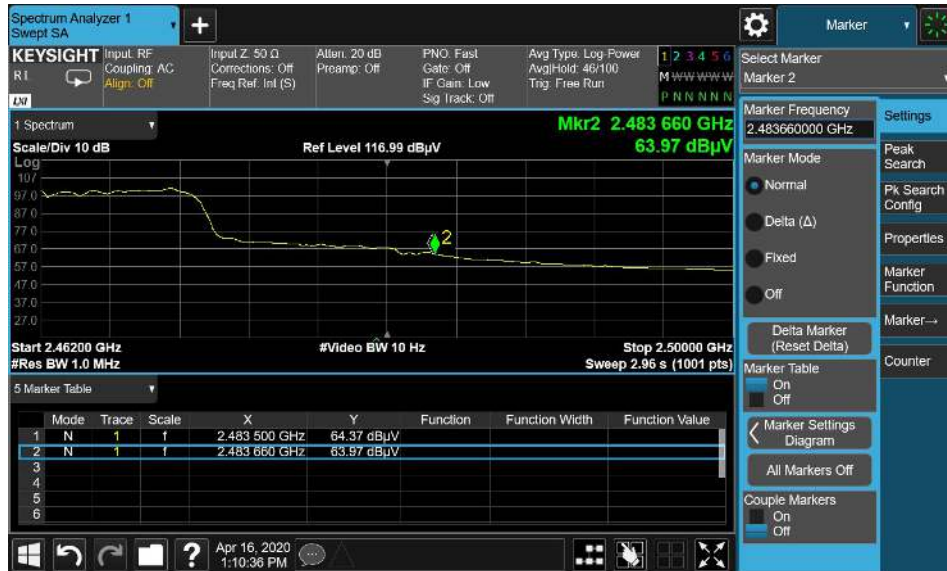 Spectrum Analyzer 1
Swept SA
+
Marker
KEYSIGHT
Input: RF
Coupling: AC
Align: Off
Input Z: 50 Ω
Corrections: Off
Freq Ref: Int (S)
Atten: 20 dB
Preamp: Off
PNO: Fast
Gate: Off
IF Gain: Low
Sig Track: Off
Avg Type: Log-Power
Avg|Hold: 46/100
Trig: Free Run
1 2 3 4 5 6
M W W W W W
P N N N N N
R L
LXI
Select Marker
Marker 2
1 Spectrum
Mkr2 2.483 660 GHz
63.97 dBµV
Scale/Div 10 dB
Ref Level 116.99 dBµV
Log
107
97.0
87.0
77.0
67.0
57.0
47.0
37.0
27.0
2
Start 2.46200 GHz
#Video BW 10 Hz
Stop 2.50000 GHz
#Res BW 1.0 MHz
Sweep 2.96 s (1001 pts)
5 Marker Table
Mode Trace Scale X Y Function Function Width Function Value
1 N 1 f 2.483 500 GHz 64.37 dBµV
2 N 1 f 2.483 660 GHz 63.97 dBµV
3
4
5
6
Marker Frequency
2.483660000 GHz
Marker Mode
Normal
Delta (Δ)
Fixed
Off
Delta Marker
(Reset Delta)
Marker Table
On
Off
Marker Settings
Diagram
All Markers Off
Couple Markers
On
Off
Settings
Peak
Search
Pk Search
Config
Properties
Marker
Function
Marker→
Counter
?
Apr 16, 2020
1:10:36 PM